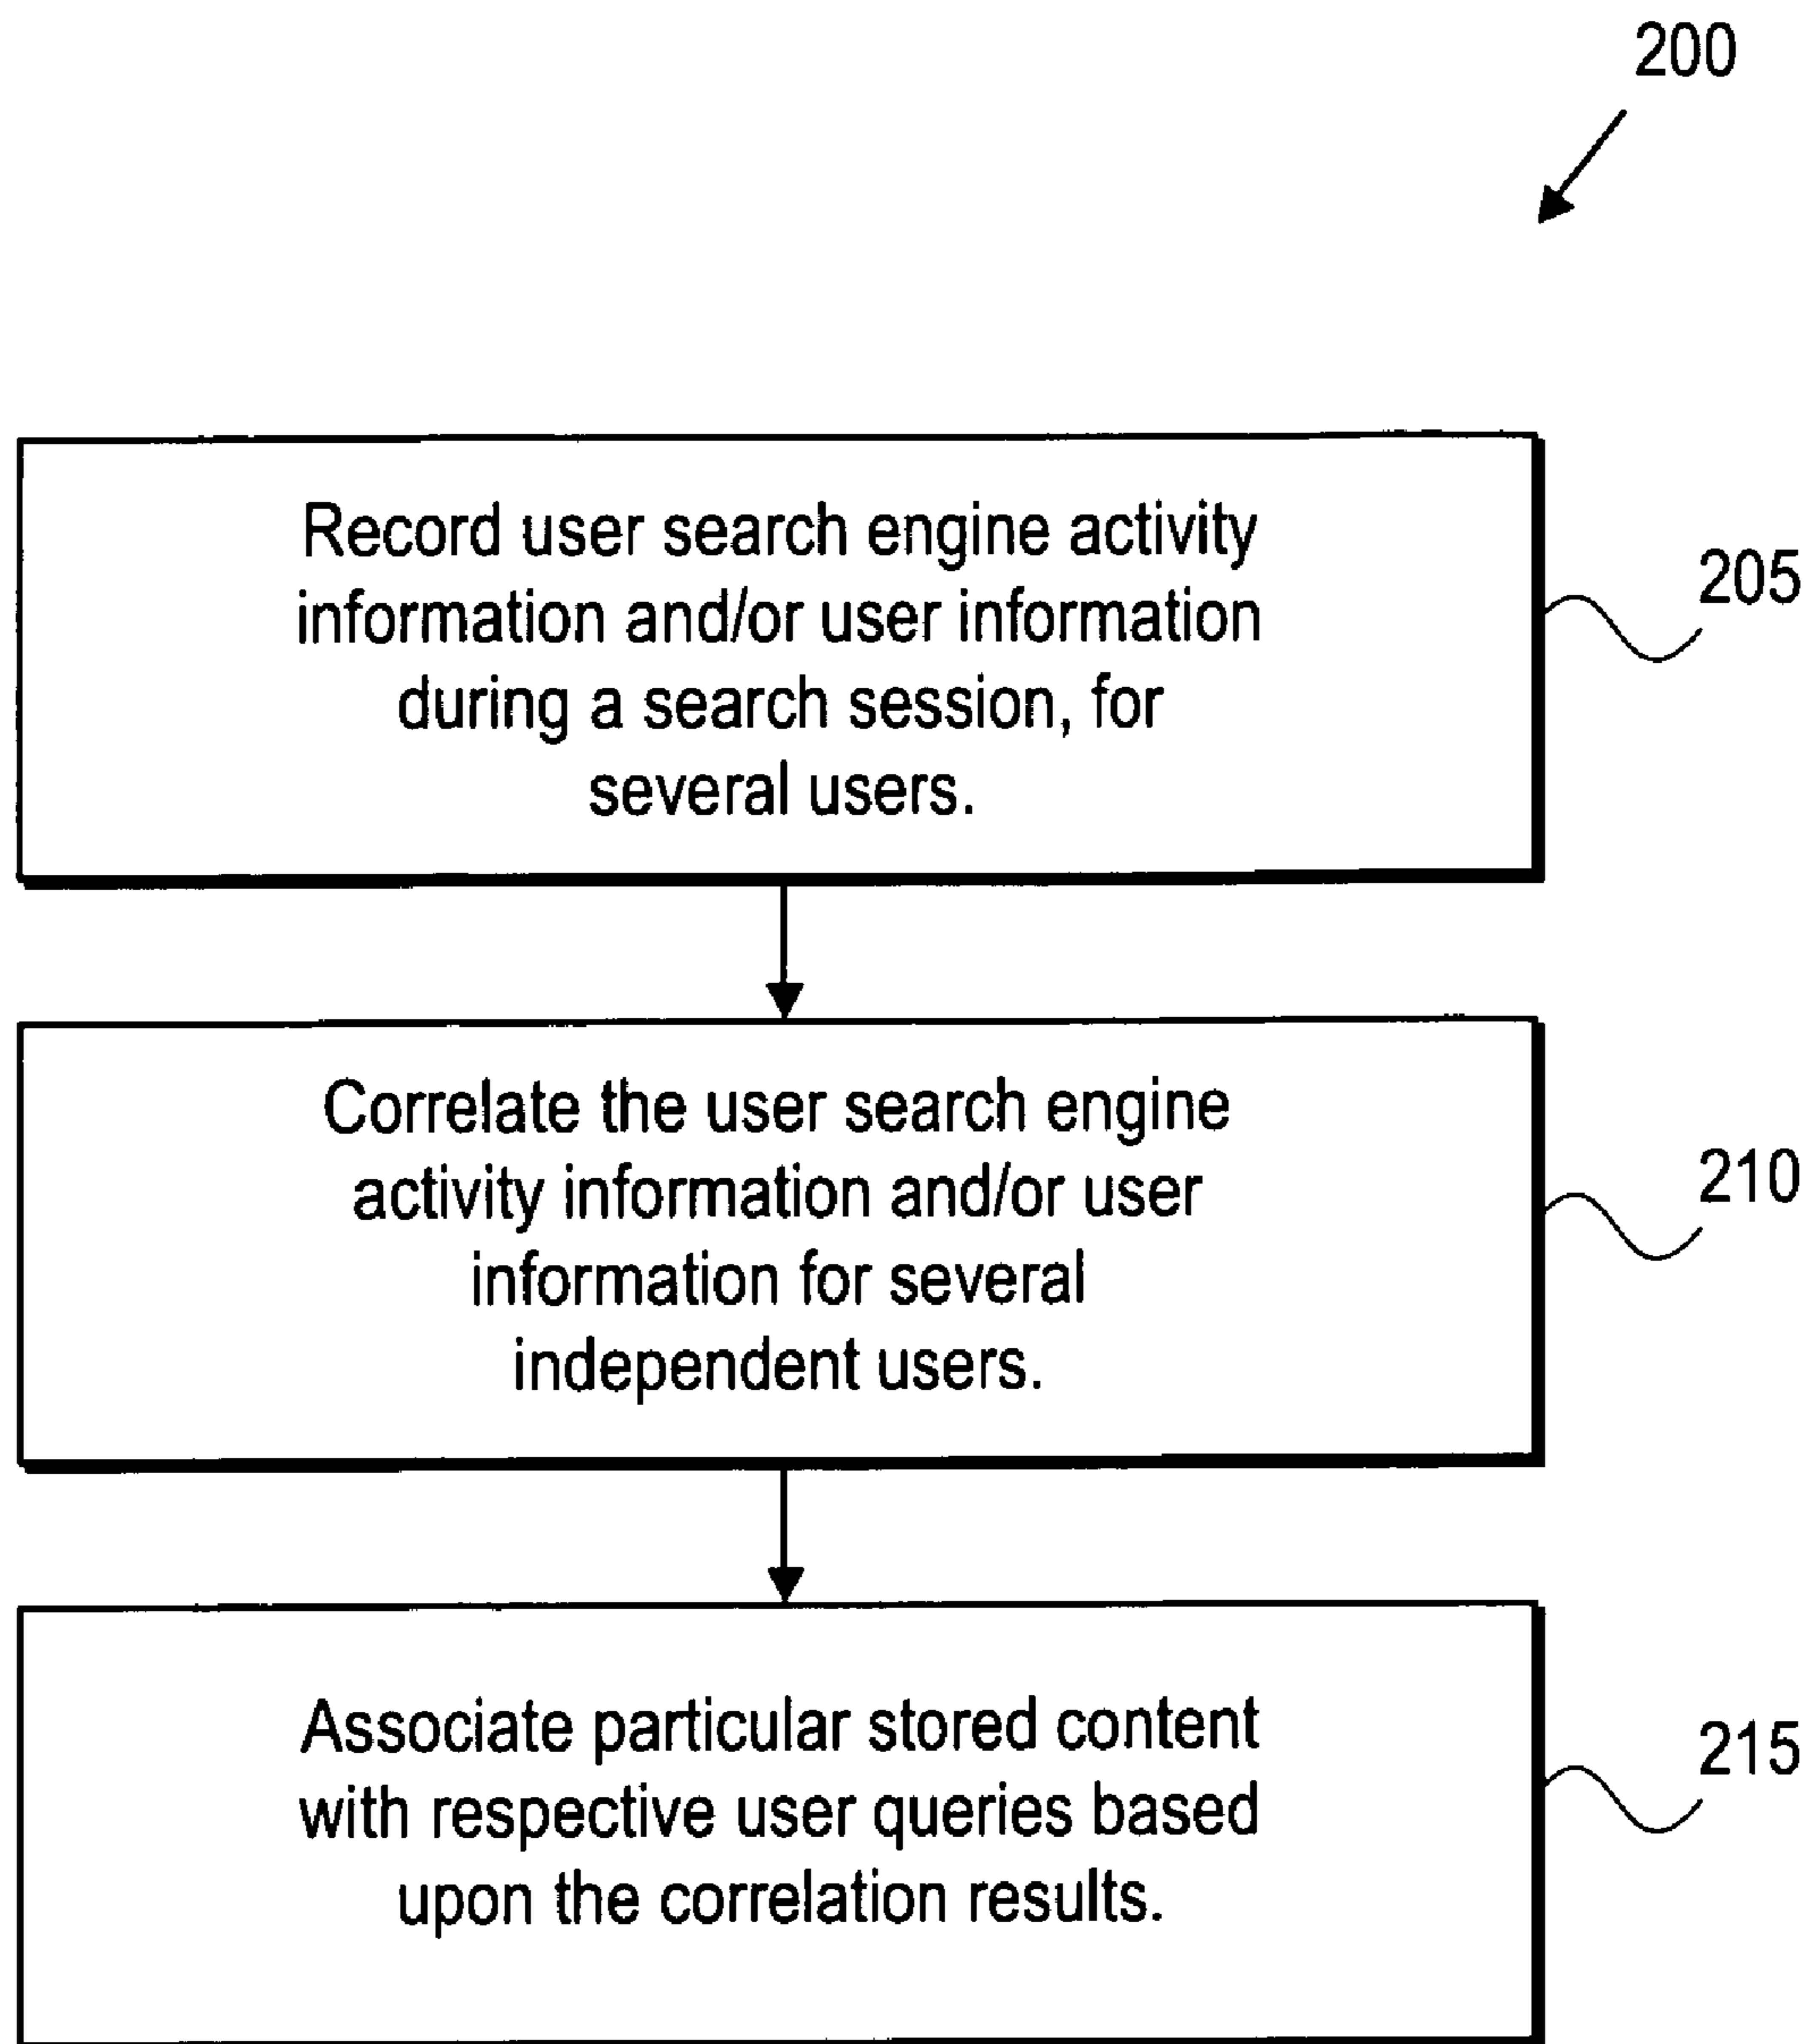 200
Record user search engine activity
information and/or user information
during a search session, for
several users.
205
Correlate the user search engine
activity information and/or user
information for several
independent users.
210
Associate particular stored content
with respective user queries based
upon the correlation results.
215